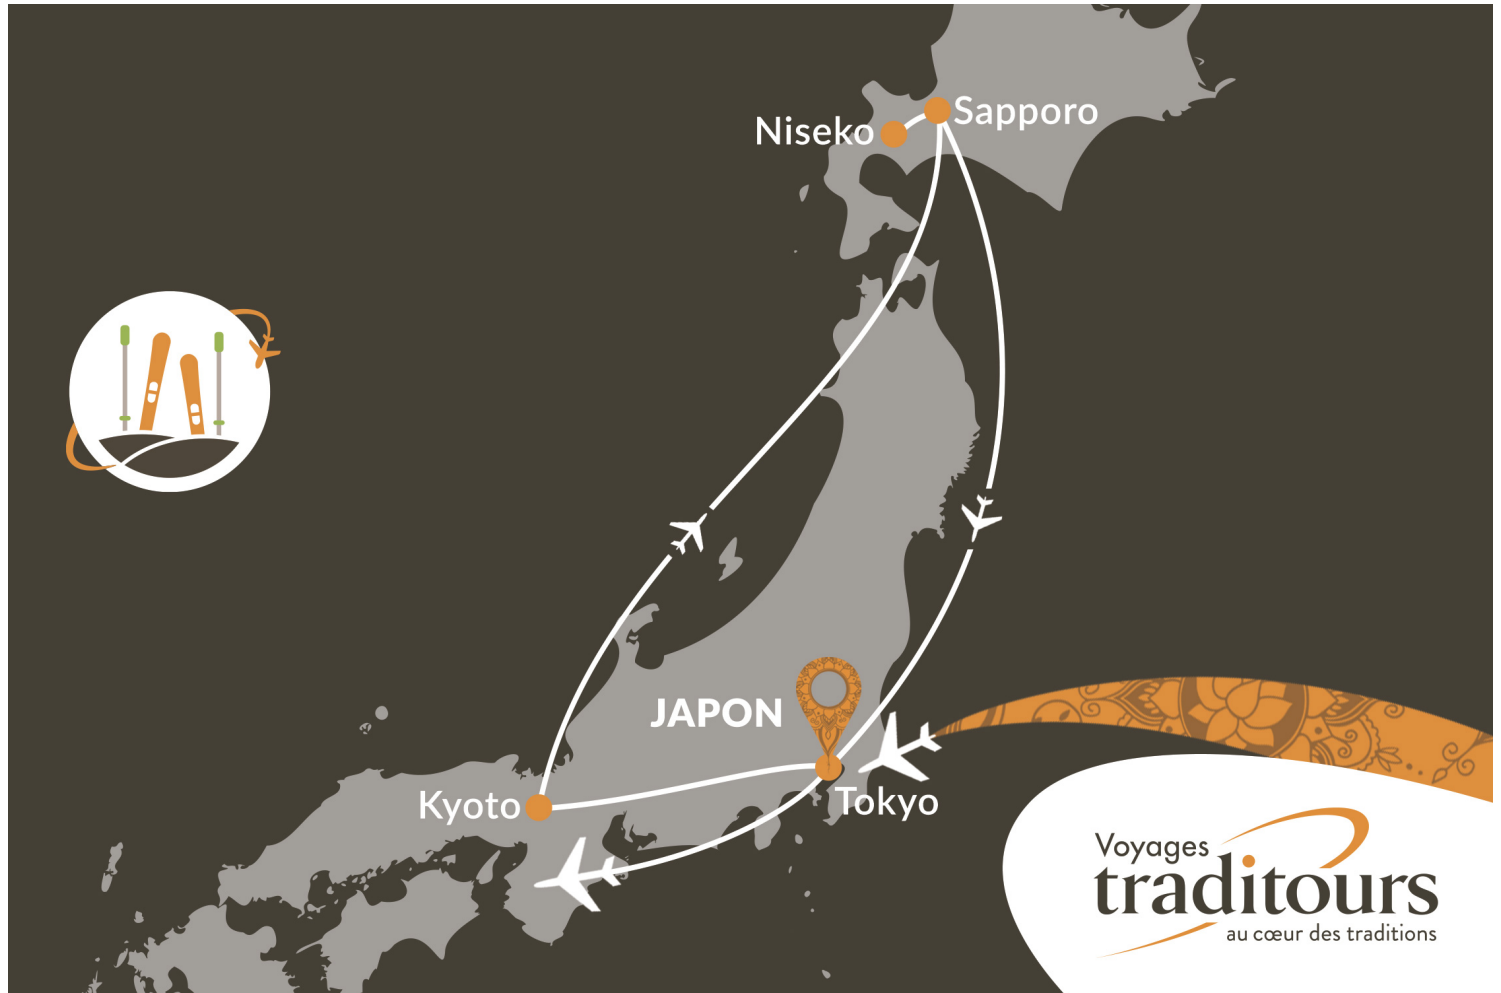 Niseko
Sapporo
JAPON
Kyoto
Tokyo
Voyages
traditours
au cœur des traditions